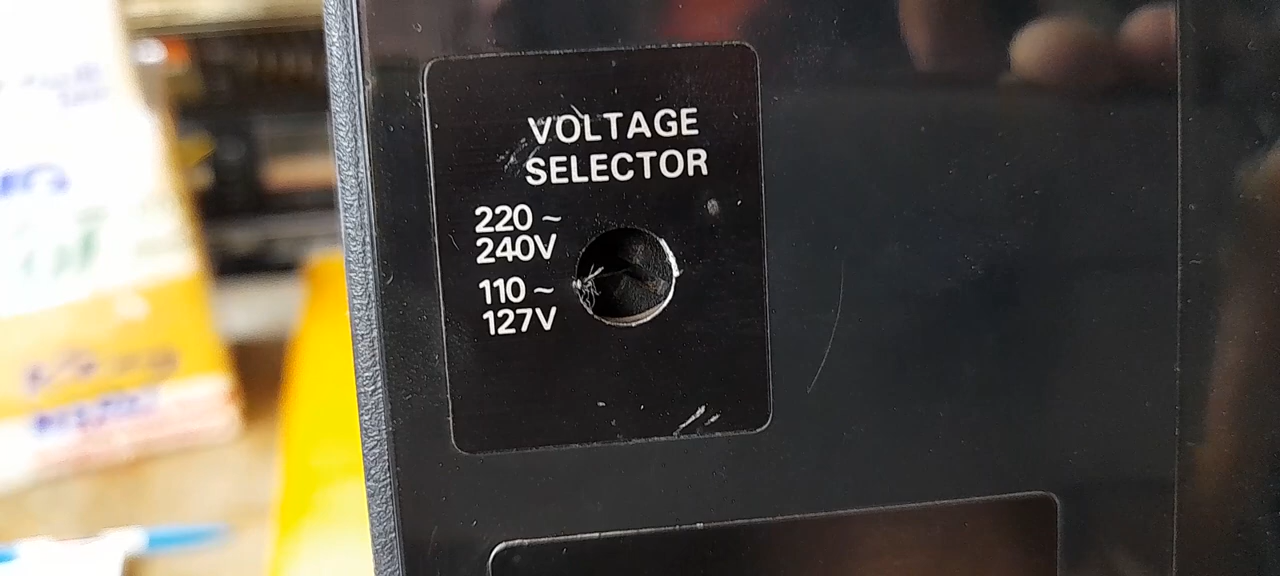 VOLTAGE
SELECTOR
220 ~
240V
110 ~
127V